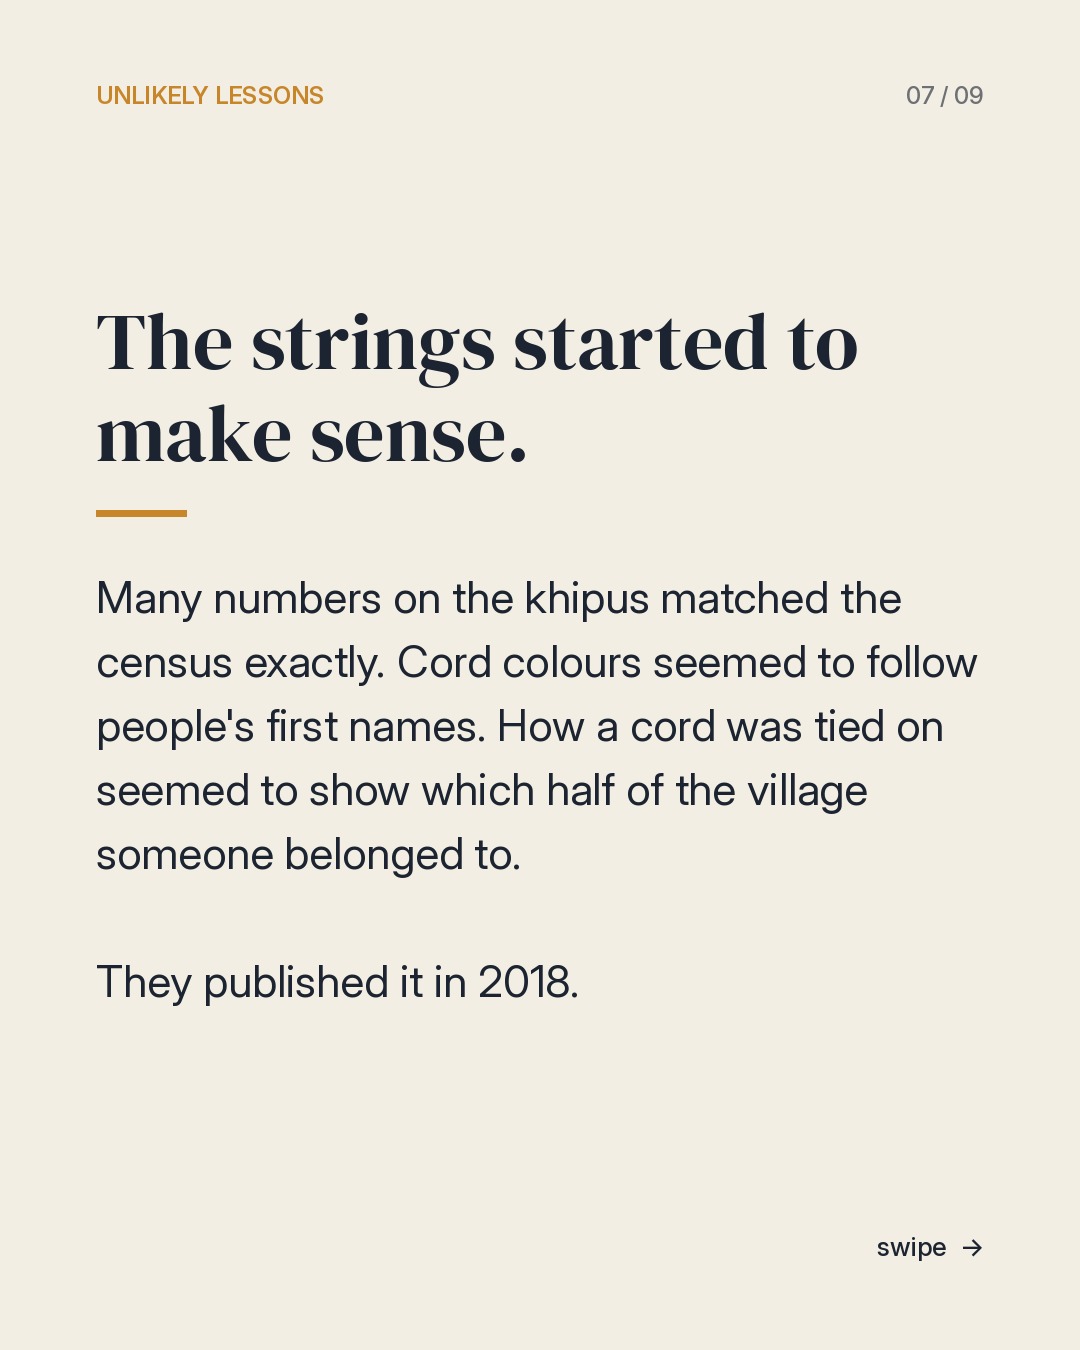 UNLIKELY LESSONS
07 / 09
The strings started to
make sense.
Many numbers on the khipus matched the
census exactly. Cord colours seemed to follow
people's first names. How a cord was tied on
seemed to show which half of the village
someone belonged to.
They published it in 2018.
swipe →